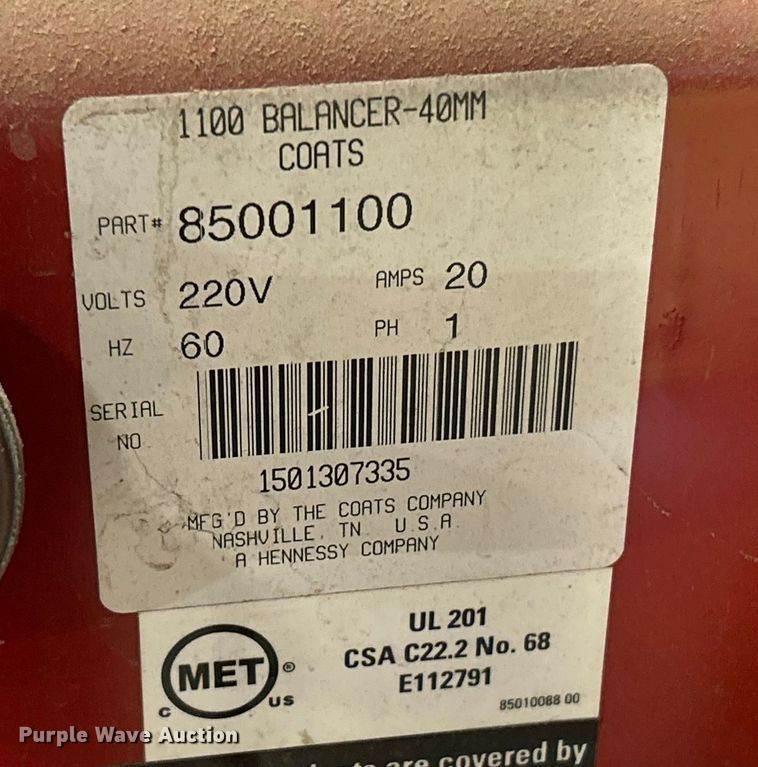 1100 BALANCER-40MM
COATS
PART# 85001100
VOLTS 220V AMPS 20
HZ 60 PH 1
SERIAL
NO
1501307335
MFG'D BY THE COATS COMPANY
NASHVILLE, TN U.S.A.
A HENNESSY COMPANY
UL 201
CSA C22.2 No. 68
E112791
MET ®
C US
85010088 00
are covered by
Purple Wave Auction